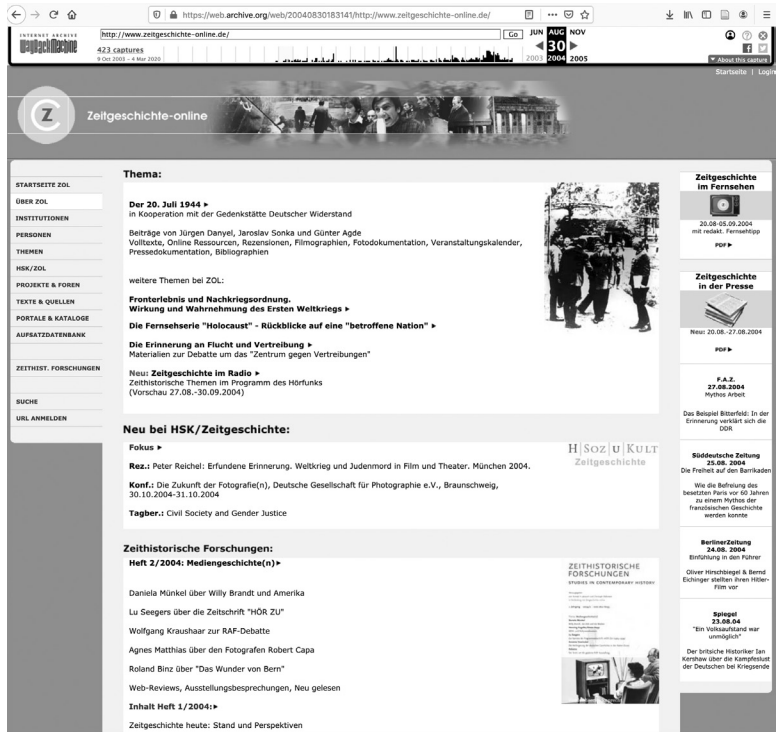 https://web.archive.org/web/20040830183141/http://www.zeitgeschichte-online.de/
INTERNET ARCHIVE
WayBackMachine
http://www.zeitgeschichte-online.de/
Go
JUN AUG NOV
423 captures
30
9 Oct 2003 – 4 Mar 2020
2003 2004 2005
About this capture
Startseite | Login
Z
Zeitgeschichte-online
STARTSEITE ZOL
ÜBER ZOL
INSTITUTIONEN
PERSONEN
THEMEN
HSK/ZOL
PROJEKTE & FOREN
TEXTE & QUELLEN
PORTALE & KATALOGE
AUFSATZDATENBANK
ZEITHIST. FORSCHUNGEN
SUCHE
URL ANMELDEN
Thema:
Der 20. Juli 1944 ►
in Kooperation mit der Gedenkstätte Deutscher Widerstand
Beiträge von Jürgen Danyel, Jaroslav Sonka und Günter Agde
Volltexte, Online Ressourcen, Rezensionen, Filmographien, Fotodokumentation, Veranstaltungskalender,
Pressedokumentation, Bibliographien
weitere Themen bei ZOL:
Fronterlebnis und Nachkriegsordnung.
Wirkung und Wahrnehmung des Ersten Weltkriegs ►
Die Fernsehserie "Holocaust" - Rückblicke auf eine "betroffene Nation" ►
Die Erinnerung an Flucht und Vertreibung ►
Materialien zur Debatte um das "Zentrum gegen Vertreibungen"
Neu: Zeitgeschichte im Radio ►
Zeithistorische Themen im Programm des Hörfunks
(Vorschau 27.08.-30.09.2004)
Neu bei HSK/Zeitgeschichte:
Fokus ►
H|SOZ|U|KULT
Zeitgeschichte
Rez.: Peter Reichel: Erfundene Erinnerung. Weltkrieg und Judenmord in Film und Theater. München 2004.
Konf.: Die Zukunft der Fotografie(n), Deutsche Gesellschaft für Photographie e.V., Braunschweig,
30.10.2004-31.10.2004
Tagber.: Civil Society and Gender Justice
Zeithistorische Forschungen:
Heft 2/2004: Mediengeschichte(n)►
Daniela Münkel über Willy Brandt und Amerika
Lu Seegers über die Zeitschrift "HÖR ZU"
Wolfgang Kraushaar zur RAF-Debatte
Agnes Matthias über den Fotografen Robert Capa
Roland Binz über "Das Wunder von Bern"
Web-Reviews, Ausstellungsbesprechungen, Neu gelesen
Inhalt Heft 1/2004:►
Zeitgeschichte heute: Stand und Perspektiven
ZEITHISTORISCHE
FORSCHUNGEN
STUDIES IN CONTEMPORARY HISTORY
Zeitgeschichte
im Fernsehen
20.08-05.09.2004
mit redakt. Fernsehtipp
PDF►
Zeitgeschichte
in der Presse
Neu: 20.08.-27.08.2004
PDF►
F.A.Z.
27.08.2004
Mythos Arbeit
Das Beispiel Bitterfeld: In der
Erinnerung verklärt sich die
DDR
Süddeutsche Zeitung
25.08. 2004
Die Freiheit auf den Barrikaden
Wie die Befreiung des
besetzten Paris vor 60 Jahren
zu einem Mythos der
französischen Geschichte
werden konnte
BerlinerZeitung
24.08. 2004
Einfühlung in den Führer
Oliver Hirschbiegel & Bernd
Eichinger stellten ihren Hitler-
Film vor
Spiegel
23.08.04
"Ein Volksaufstand war
unmöglich"
Der britsiche Historiker Ian
Kershaw über die Kampfeslust
der Deutschen bei Kriegsende